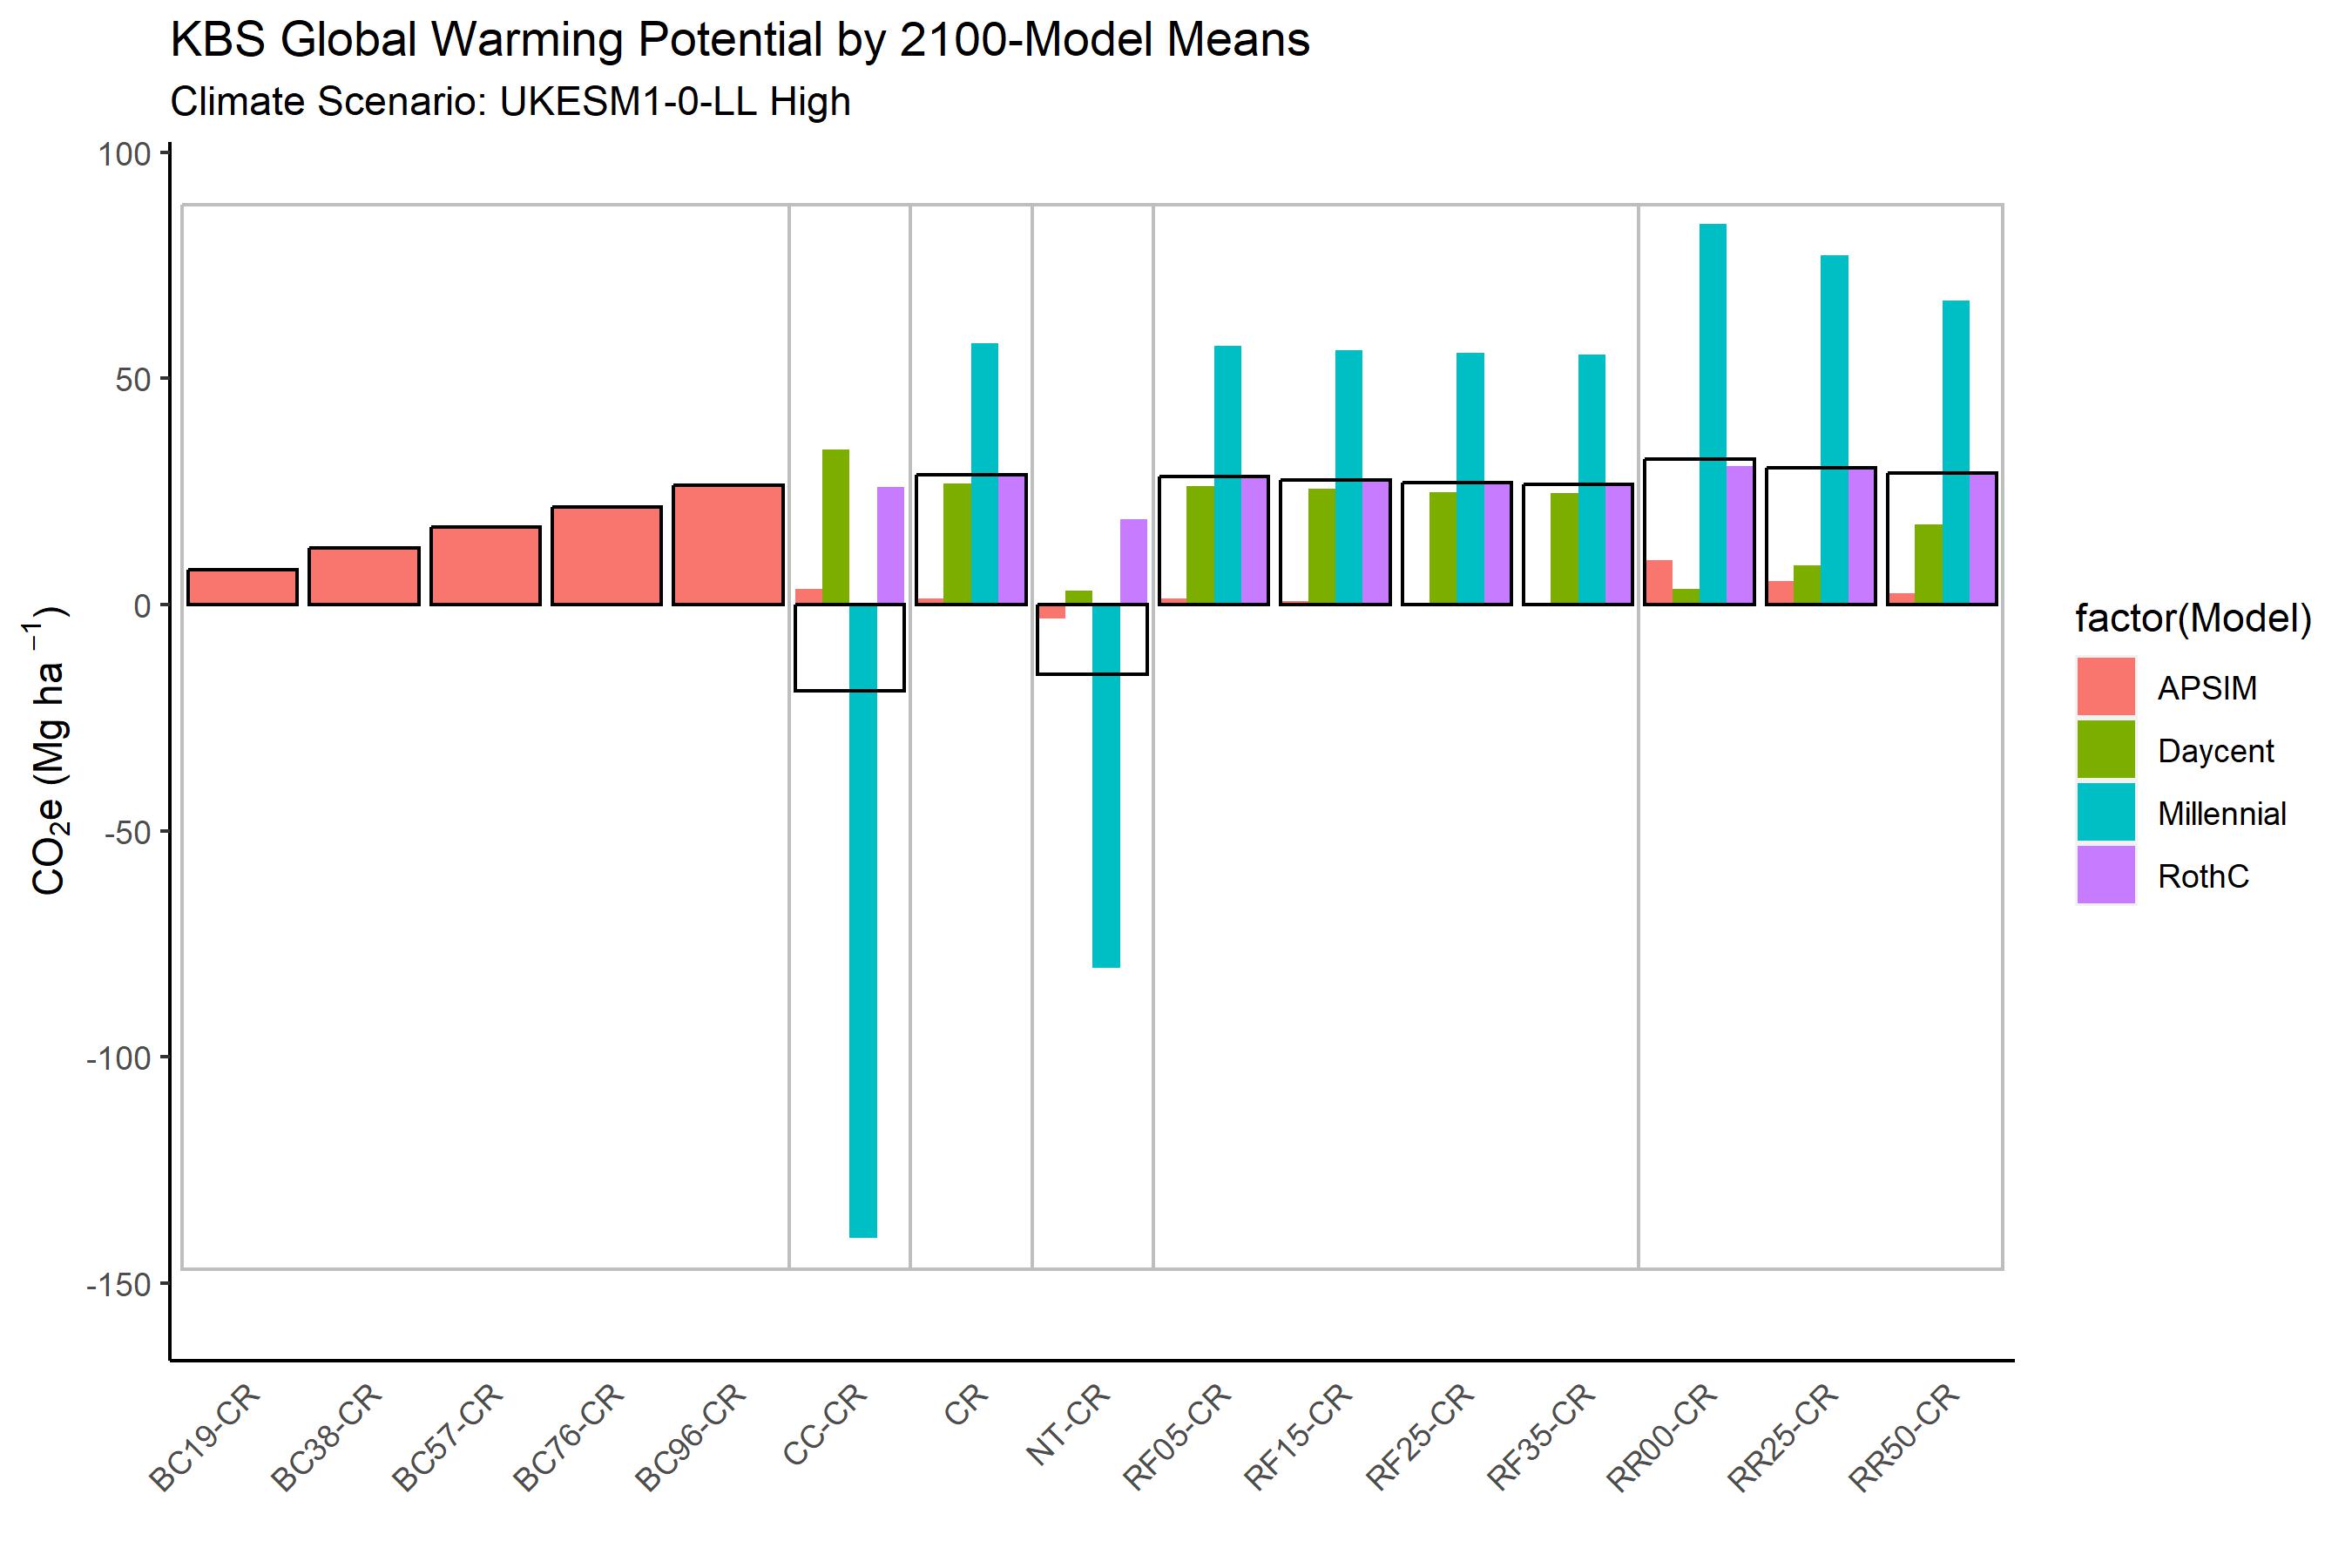 KBS Global Warming Potential by 2100-Model Means
Climate Scenario: UKESM1-0-LL High
CO₂e (Mg ha ⁻¹)
100
50
0
-50
-100
-150
BC19-CR
BC38-CR
BC57-CR
BC76-CR
BC96-CR
CC-CR
CR
NT-CR
RF05-CR
RF15-CR
RF25-CR
RF35-CR
RR00-CR
RR25-CR
RR50-CR
factor(Model)
APSIM
Daycent
Millennial
RothC